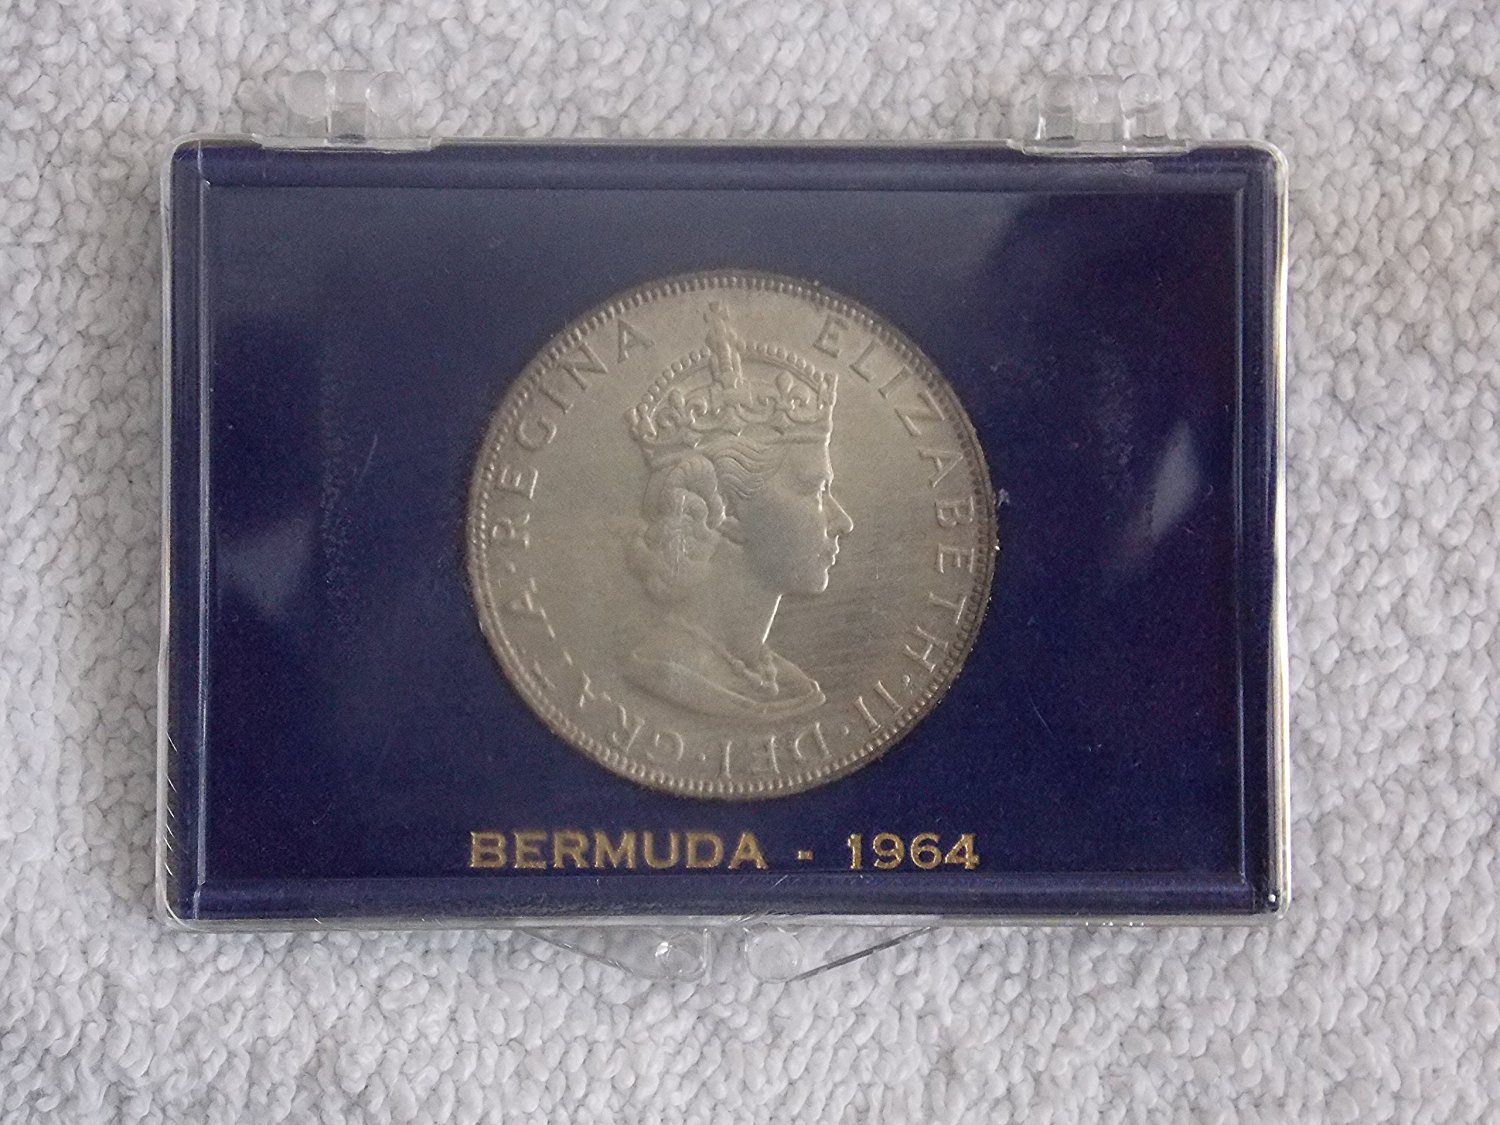 ELIZABETH · II · DEI · GRATIA · REGINA
BERMUDA - 1964